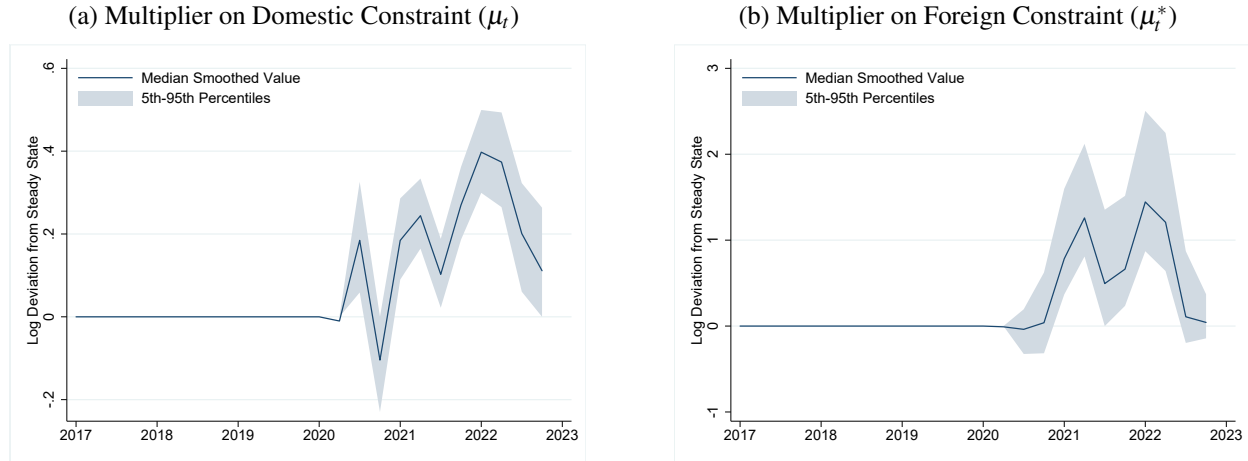 (a) Multiplier on Domestic Constraint (μₜ)
Median Smoothed Value
5th-95th Percentiles
Log Deviation from Steady State
.6
.4
.2
0
-.2
2017 2018 2019 2020 2021 2022 2023
(b) Multiplier on Foreign Constraint (μₜ*)
Median Smoothed Value
5th-95th Percentiles
Log Deviation from Steady State
3
2
1
0
-1
2017 2018 2019 2020 2021 2022 2023